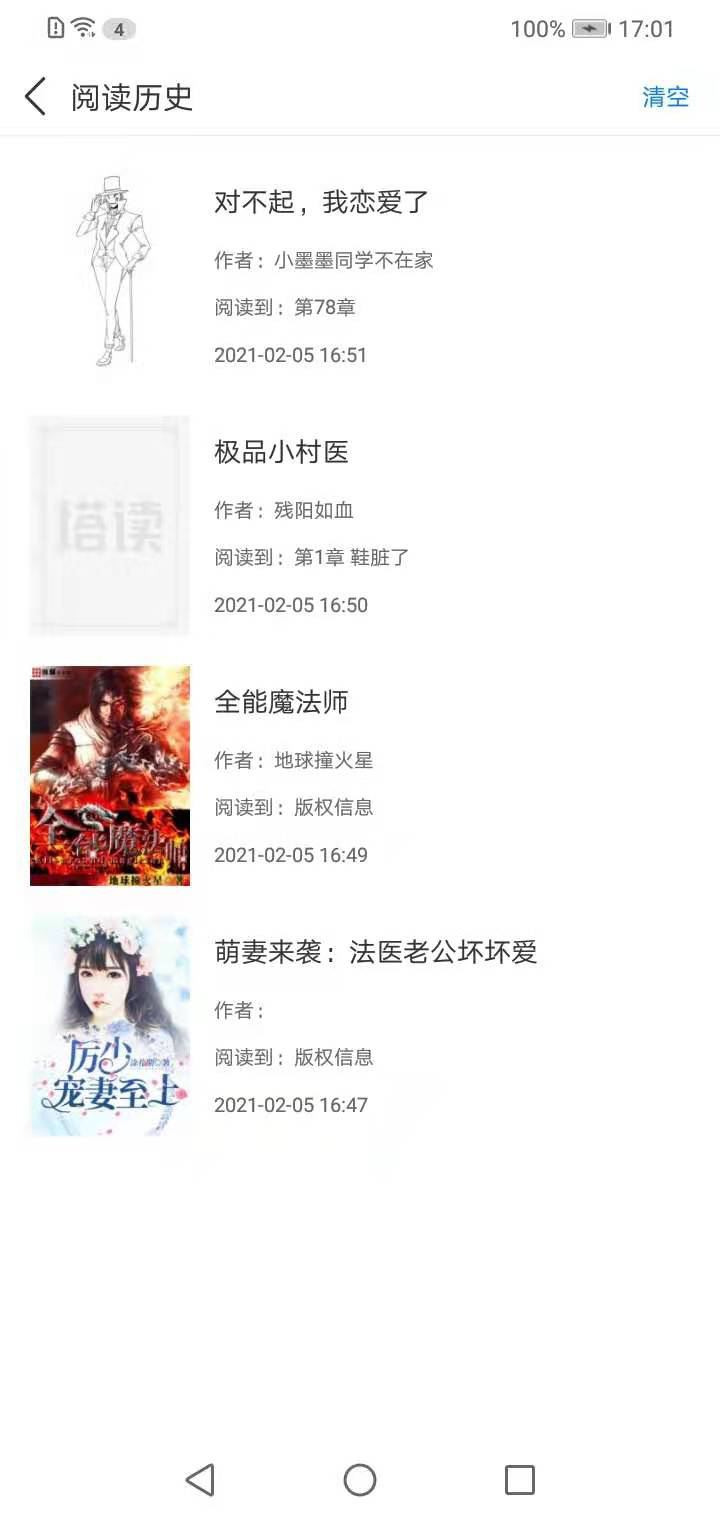 4
100%
17:01
阅读历史
清空
对不起，我恋爱了
作者：小墨墨同学不在家
阅读到：第78章
2021-02-05 16:51
塔读
极品小村医
作者：残阳如血
阅读到：第1章 鞋脏了
2021-02-05 16:50
全能魔法师
地球撞火星 著
全能魔法师
作者：地球撞火星
阅读到：版权信息
2021-02-05 16:49
厉少
宠妻至上
萌妻来袭：法医老公坏坏爱
作者：
阅读到：版权信息
2021-02-05 16:47